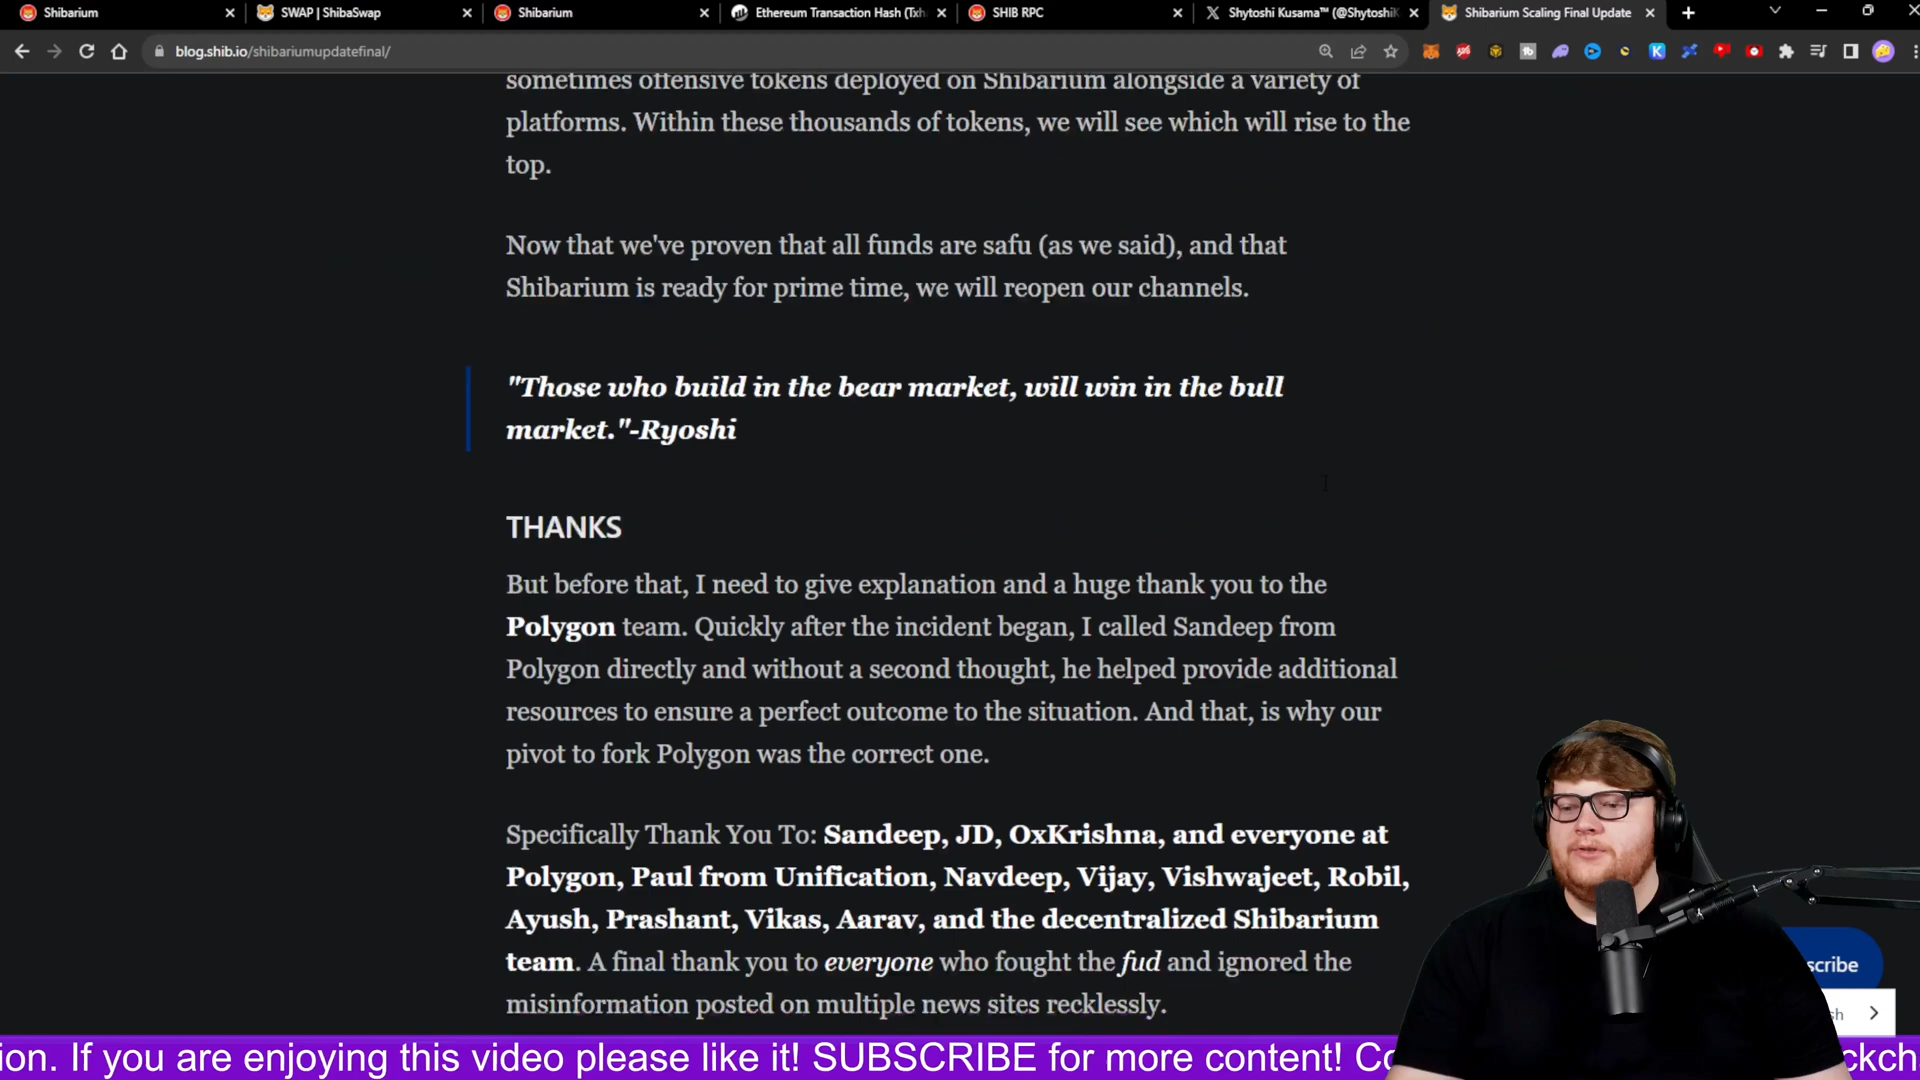 Shibarium
SWAP | ShibaSwap
Shibarium
Ethereum Transaction Hash (Txh
SHIB RPC
Shytoshi Kusama™ (@Shytoshik
Shibarium Scaling Final Update
blog.shib.io/shibariumupdatefinal/
sometimes offensive tokens deployed on Shibarium alongside a variety of
platforms. Within these thousands of tokens, we will see which will rise to the
top.
Now that we've proven that all funds are safu (as we said), and that
Shibarium is ready for prime time, we will reopen our channels.
"Those who build in the bear market, will win in the bull
market."-Ryoshi
THANKS
But before that, I need to give explanation and a huge thank you to the
Polygon team. Quickly after the incident began, I called Sandeep from
Polygon directly and without a second thought, he helped provide additional
resources to ensure a perfect outcome to the situation. And that, is why our
pivot to fork Polygon was the correct one.
Specifically Thank You To: Sandeep, JD, OxKrishna, and everyone at
Polygon, Paul from Unification, Navdeep, Vijay, Vishwajeet, Robil,
Ayush, Prashant, Vikas, Aarav, and the decentralized Shibarium
team. A final thank you to everyone who fought the fud and ignored the
misinformation posted on multiple news sites recklessly.
scribe
sh
ion. If you are enjoying this video please like it! SUBSCRIBE for more content! Co
ckch